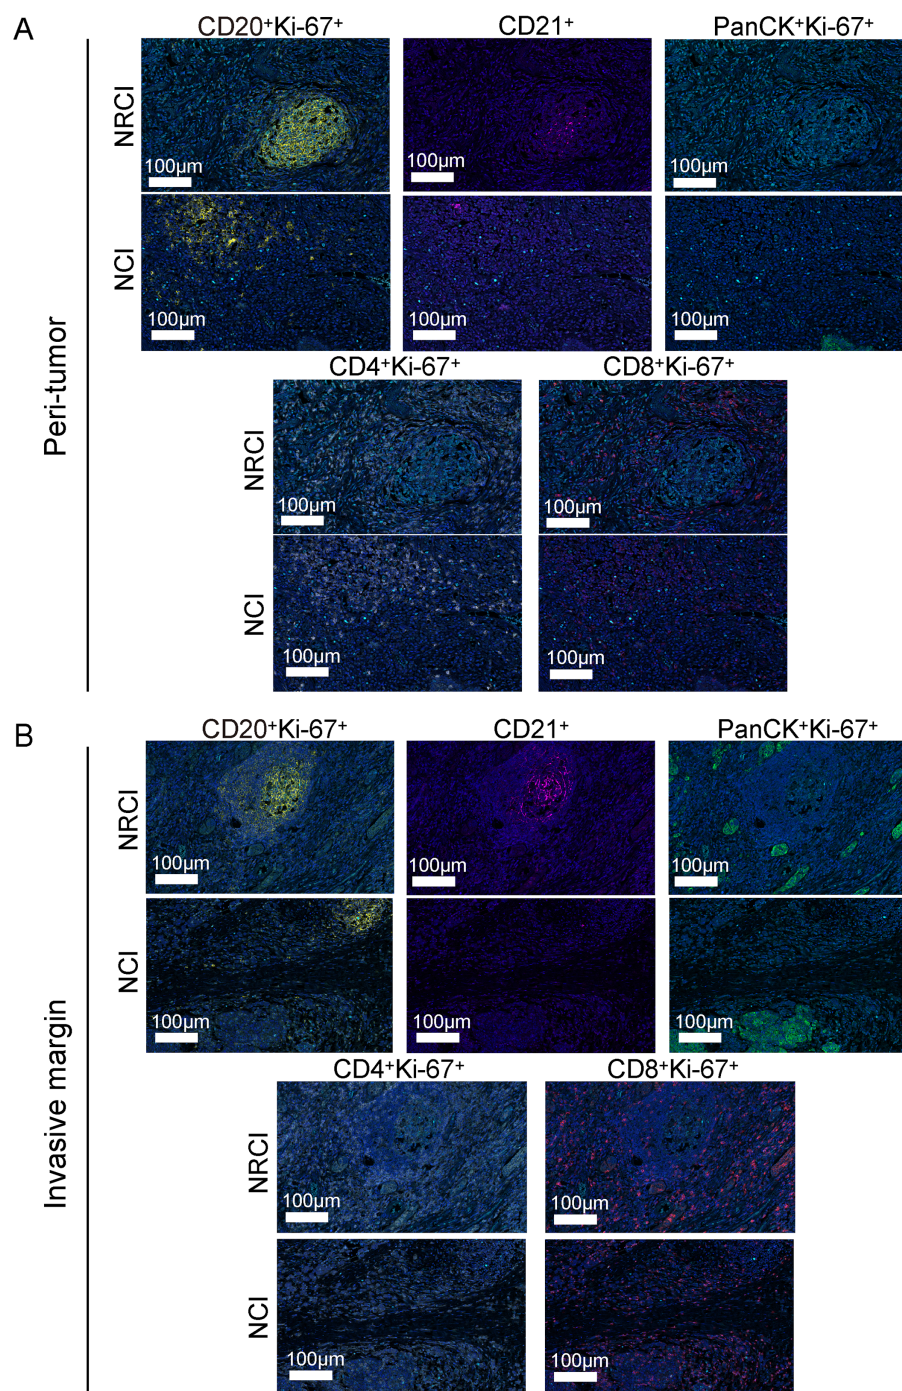 A
CD20⁺Ki-67⁺ CD21⁺ PanCK⁺Ki-67⁺
NRCI
100μm 100μm 100μm
NCI
100μm 100μm 100μm
Peri-tumor
CD4⁺Ki-67⁺ CD8⁺Ki-67⁺
NRCI
100μm 100μm
NCI
100μm 100μm
B
CD20⁺Ki-67⁺ CD21⁺ PanCK⁺Ki-67⁺
NRCI
100μm 100μm 100μm
NCI
100μm 100μm 100μm
Invasive margin
CD4⁺Ki-67⁺ CD8⁺Ki-67⁺
NRCI
100μm 100μm
NCI
100μm 100μm